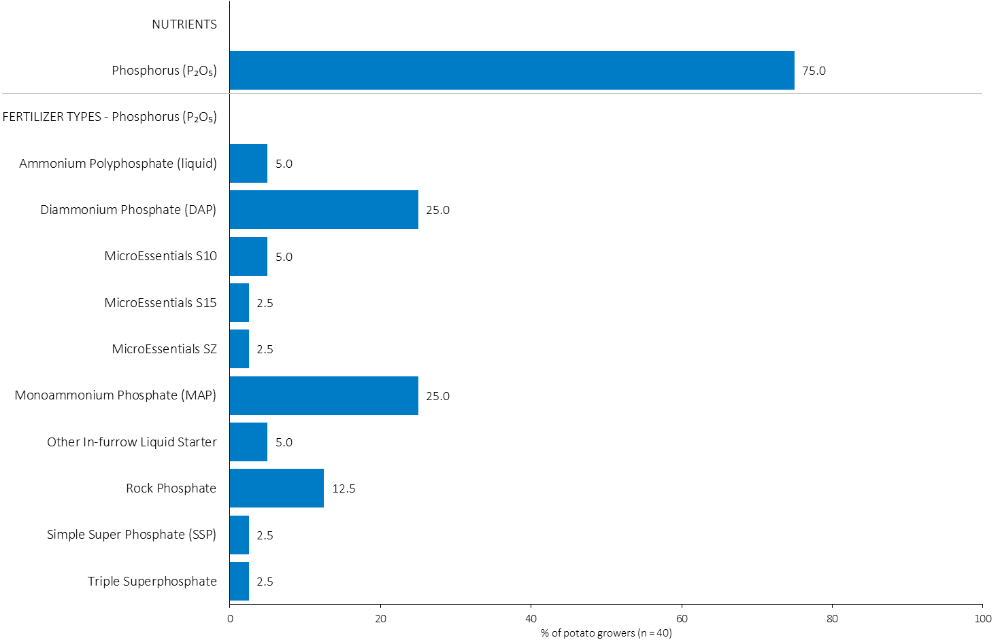 NUTRIENTS
Phosphorus (P₂O₅) 75.0
FERTILIZER TYPES - Phosphorus (P₂O₅)
Ammonium Polyphosphate (liquid) 5.0
Diammonium Phosphate (DAP) 25.0
MicroEssentials S10 5.0
MicroEssentials S15 2.5
MicroEssentials SZ 2.5
Monoammonium Phosphate (MAP) 25.0
Other In-furrow Liquid Starter 5.0
Rock Phosphate 12.5
Simple Super Phosphate (SSP) 2.5
Triple Superphosphate 2.5
0 20 40 60 80 100
% of potato growers (n = 40)